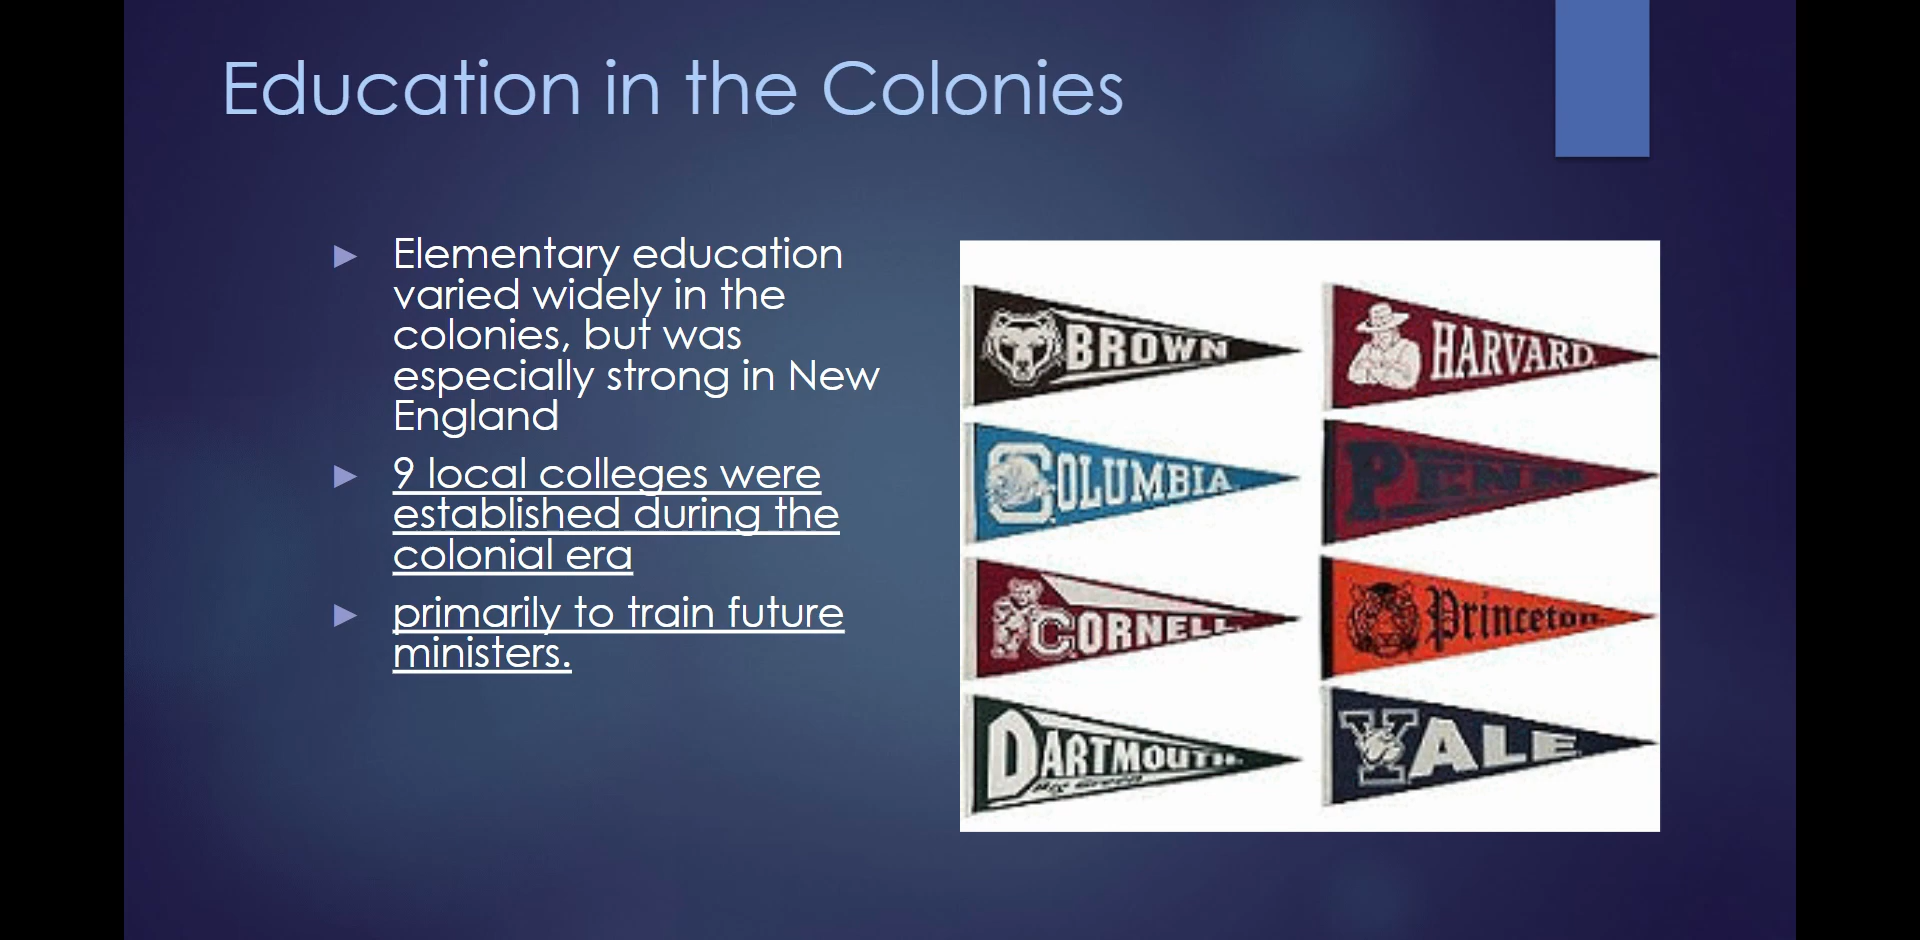 Education in the Colonies
Elementary education
varied widely in the
colonies, but was
especially strong in New
England
9 local colleges were
established during the
colonial era
primarily to train future
ministers.
BROWN
HARVARD
COLUMBIA
PENN
CORNELL
Princeton
DARTMOUTH
Big Green
YALE